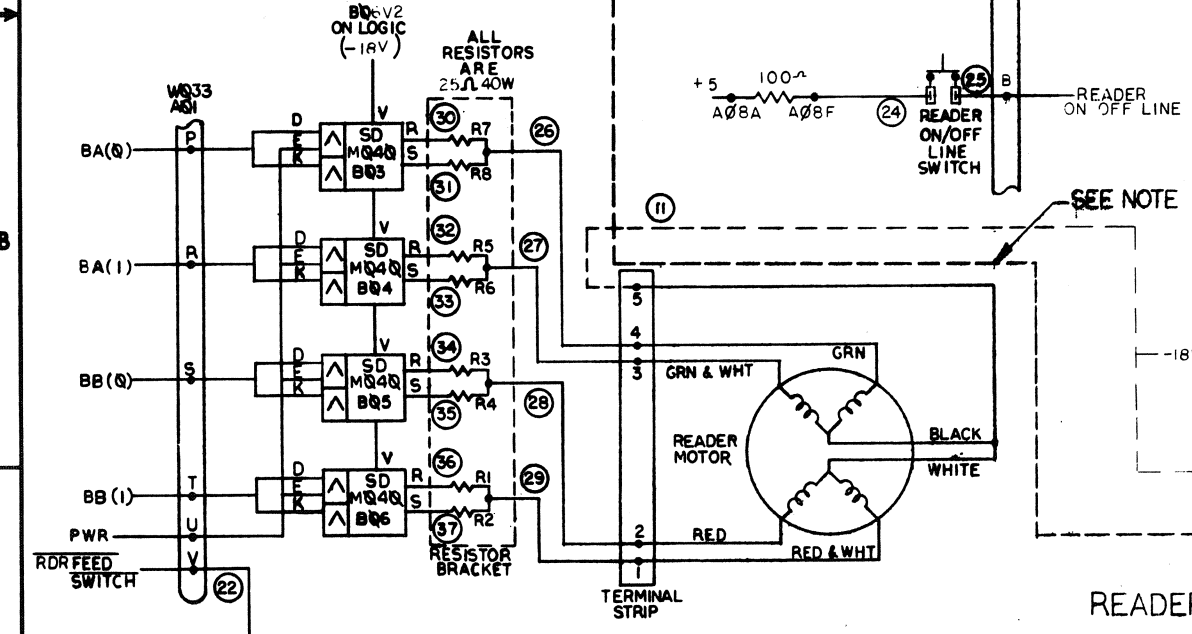 BQ6V2
ON LOGIC
(-18V)
ALL
RESISTORS
ARE
25Ω 40W
WQ33
AQ1
+5
100Ω
AØ8A
AØ8F
24
25
B
READER
ON OFF LINE
READER
ON/OFF
LINE
SWITCH
SEE NOTE
11
B
BA(Q)
P
D
E
K
V
SD
MQ4Q
BQ3
R
S
30
R7
R8
31
26
BA(1)
R
D
E
K
V
SD
MQ4Q
BQ4
R
S
32
R5
R6
33
27
BB(Q)
S
D
E
K
V
SD
MQ4Q
BQ5
R
S
34
R3
R4
35
28
BB(1)
T
D
E
K
V
SD
MQ4Q
BQ6
R
S
36
R1
R2
37
29
PWR
U
RDR FEED
SWITCH
V
22
RESISTOR
BRACKET
5
4
3
2
1
GRN
GRN & WHT
READER
MOTOR
BLACK
WHITE
RED
RED & WHT
TERMINAL
STRIP
-18
READER